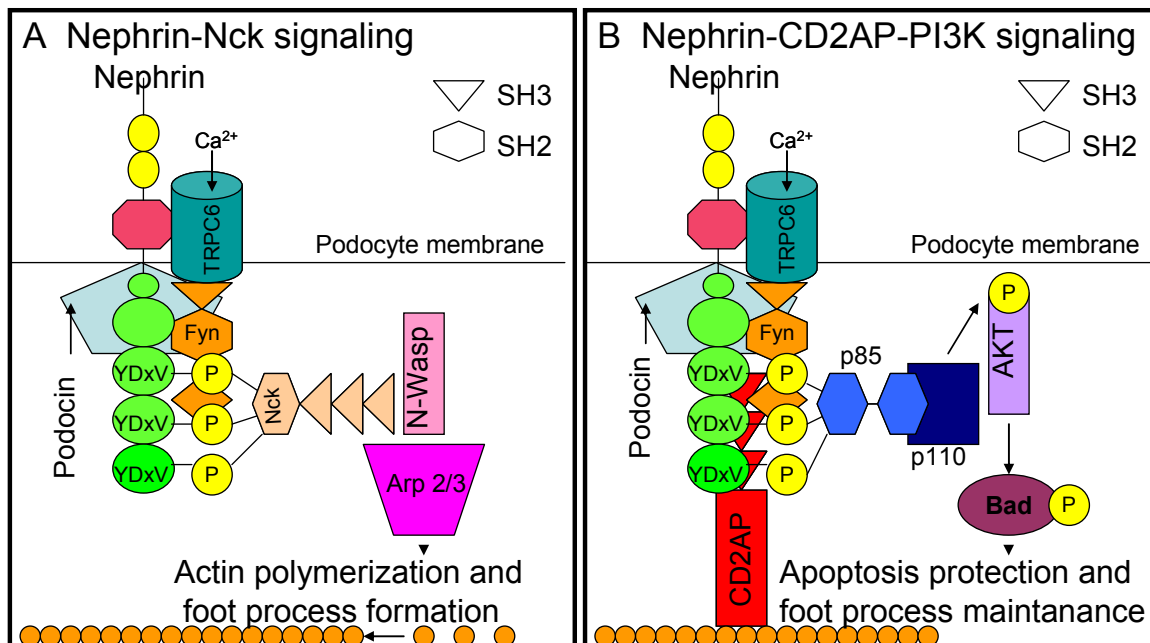 A Nephrin-Nck signaling
Nephrin
SH3
SH2
Ca²⁺
TRPC6
Podocyte membrane
Fyn
Podocin
YDxV
P
YDxV
P
YDxV
P
Nck
N-Wasp
Arp 2/3
Actin polymerization and
foot process formation
B Nephrin-CD2AP-PI3K signaling
Nephrin
SH3
SH2
Ca²⁺
TRPC6
Podocyte membrane
Fyn
Podocin
YDxV
P
YDxV
P
YDxV
P
p85
p110
P
AKT
Bad
P
CD2AP
Apoptosis protection and
foot process maintanance